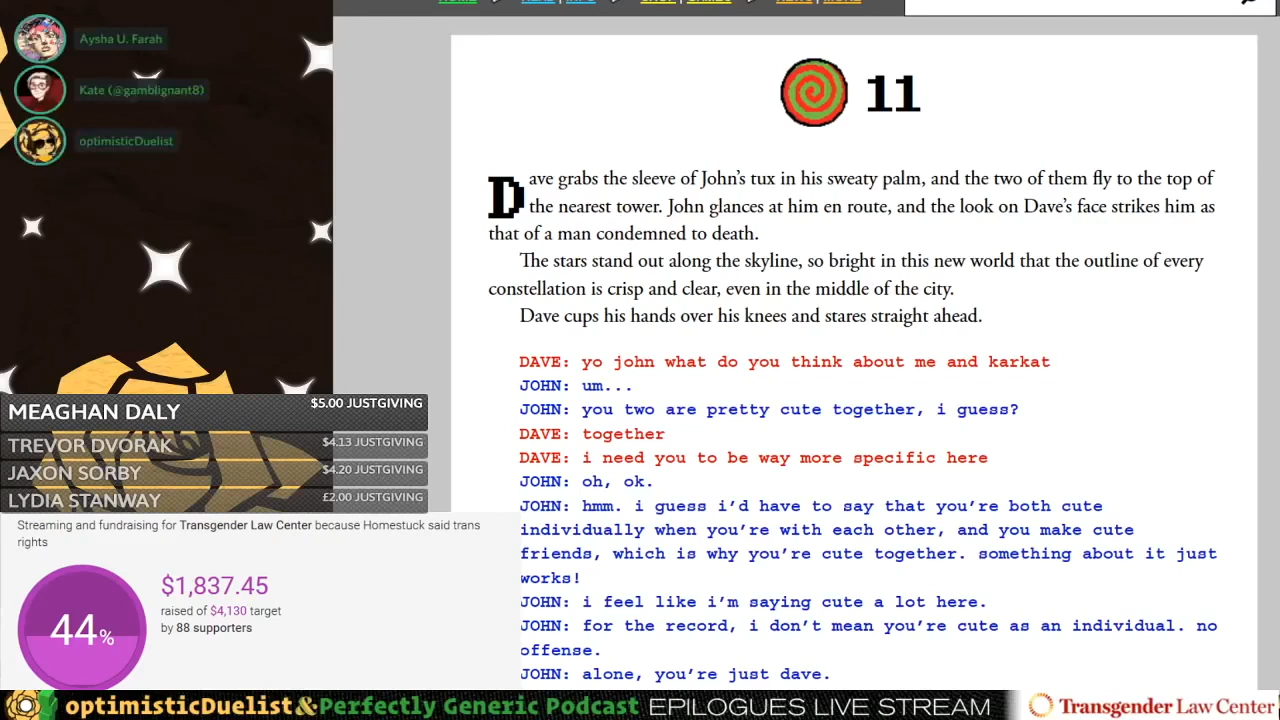 HOME READ | INFO SHOP | GAMES NEWS | MORE
Aysha U. Farah
Kate (@gamblignant8)
optimisticDuelist
11
Dave grabs the sleeve of John’s tux in his sweaty palm, and the two of them fly to the top of
the nearest tower. John glances at him en route, and the look on Dave’s face strikes him as
that of a man condemned to death.
The stars stand out along the skyline, so bright in this new world that the outline of every
constellation is crisp and clear, even in the middle of the city.
Dave cups his hands over his knees and stares straight ahead.
DAVE: yo john what do you think about me and karkat
JOHN: um...
JOHN: you two are pretty cute together, i guess?
DAVE: together
DAVE: i need you to be way more specific here
JOHN: oh, ok.
JOHN: hmm. i guess i’d have to say that you’re both cute
individually when you’re with each other, and you make cute
friends, which is why you’re cute together. something about it just
works!
JOHN: i feel like i’m saying cute a lot here.
JOHN: for the record, i don’t mean you’re cute as an individual. no
offense.
JOHN: alone, you’re just dave.
MEAGHAN DALY $5.00 JUSTGIVING
TREVOR DVORAK $4.13 JUSTGIVING
JAXON SORBY $4.20 JUSTGIVING
LYDIA STANWAY £2.00 JUSTGIVING
Streaming and fundraising for Transgender Law Center because Homestuck said trans
rights
44%
$1,837.45
raised of $4,130 target
by 88 supporters
optimisticDuelist&Perfectly Generic Podcast EPILOGUES LIVE STREAM
Transgender Law Center